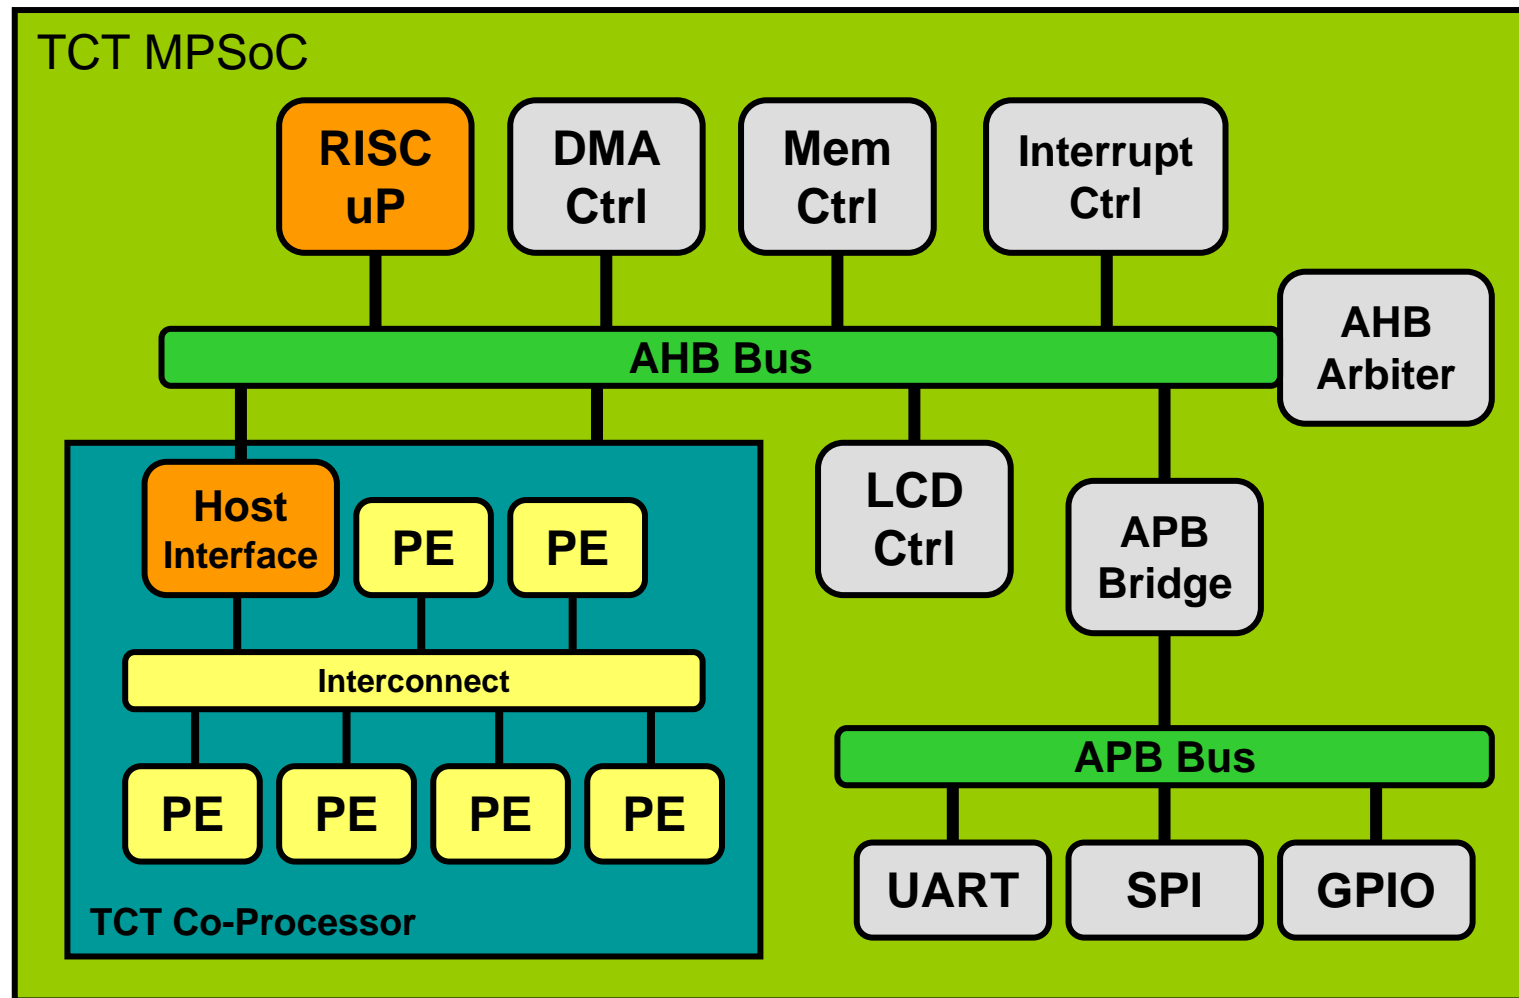 TCT MPSoC
RISC
uP
DMA
Ctrl
Mem
Ctrl
Interrupt
Ctrl
AHB
Arbiter
AHB Bus
Host
Interface
PE
PE
LCD
Ctrl
APB
Bridge
Interconnect
APB Bus
PE
PE
PE
PE
UART
SPI
GPIO
TCT Co-Processor